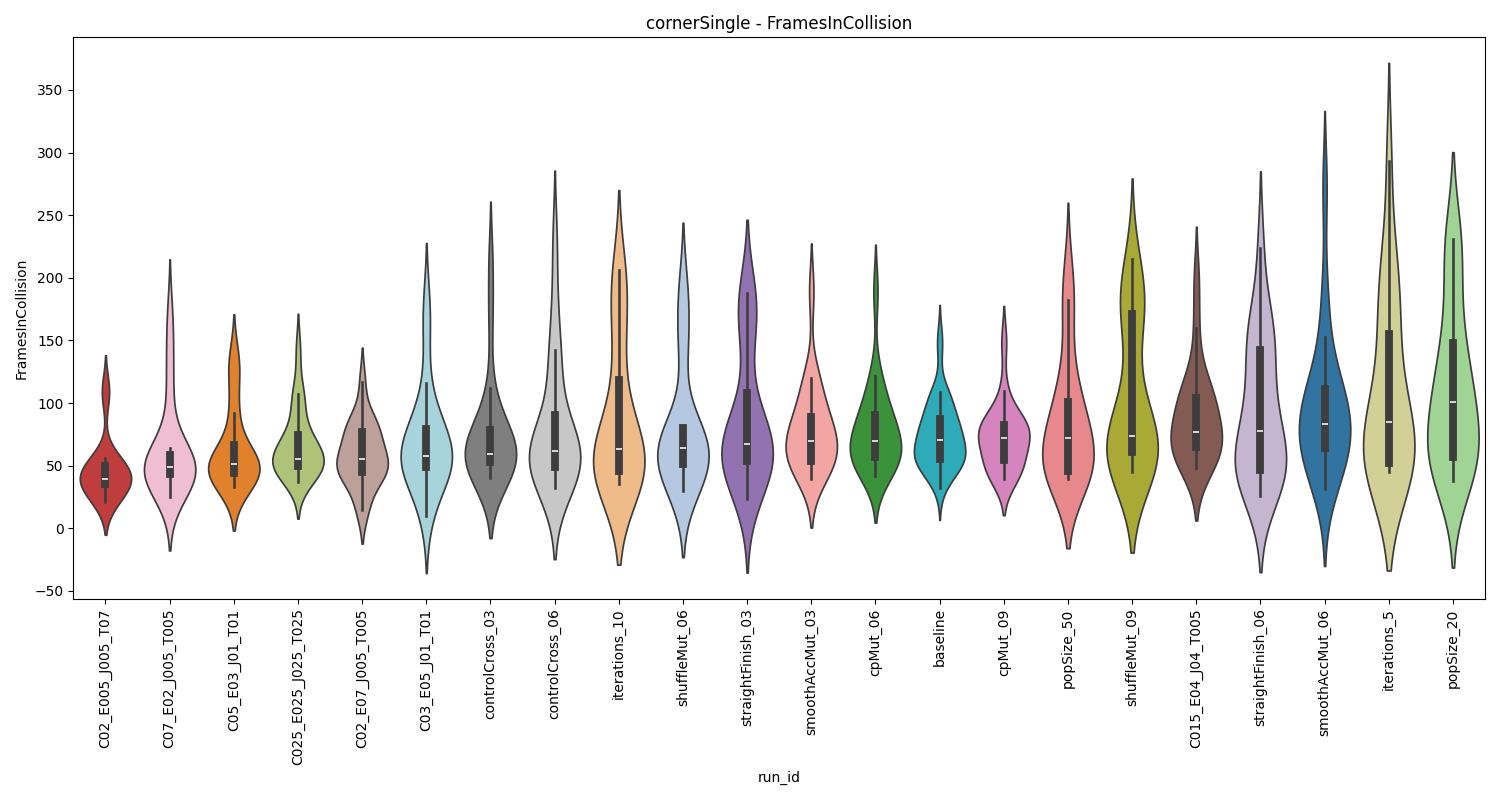 cornerSingle - FramesInCollision
FramesInCollision
350
300
250
200
150
100
50
0
−50
C02_E005_J005_T07
C07_E02_J005_T005
C05_E03_J01_T01
C025_E025_J025_T025
C02_E07_J005_T005
C03_E05_J01_T01
controlCross_03
controlCross_06
iterations_10
shuffleMut_06
straightFinish_03
smoothAccMut_03
cpMut_06
baseline
cpMut_09
popSize_50
shuffleMut_09
C015_E04_J04_T005
straightFinish_06
smoothAccMut_06
iterations_5
popSize_20
run_id